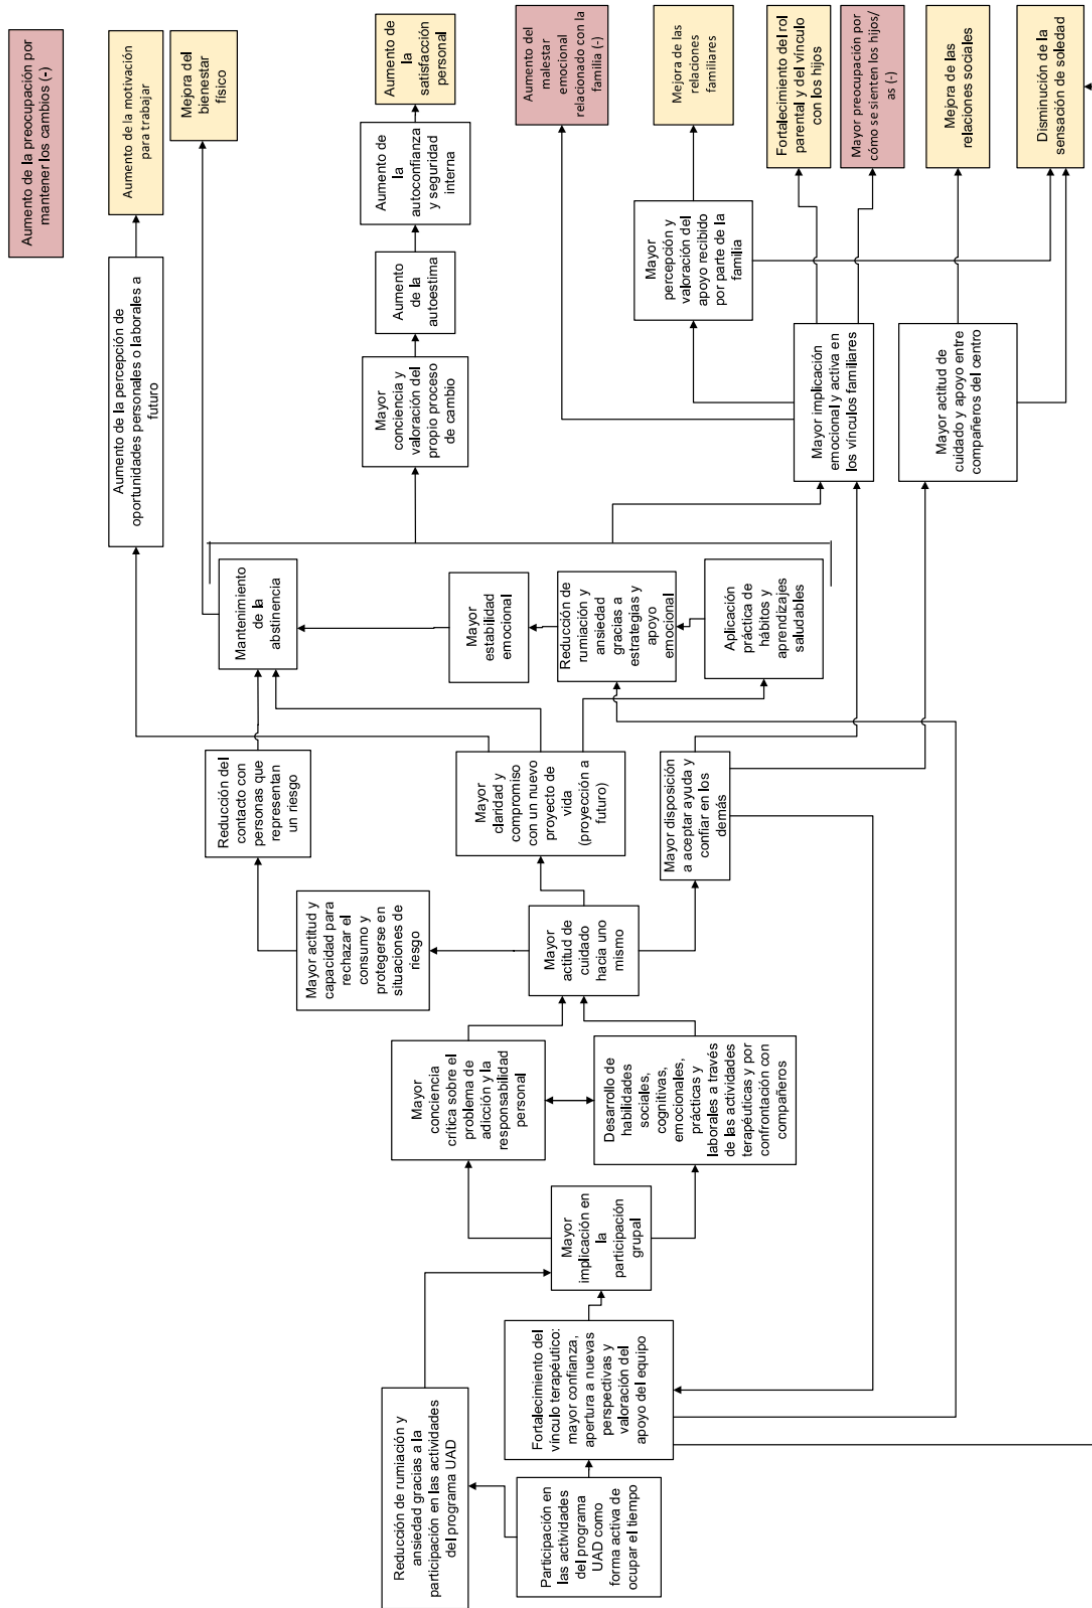 Reducción de rumiación y
ansiedad gracias a la
participación en las actividades
del programa UAD
Participación en
las actividades
del programa
UAD como
forma activa de
ocupar el tiempo
Fortalecimiento del
vínculo terapéutico:
mayor confianza,
apertura a nuevas
perspectivas y
valoración del
apoyo del equipo
Mayor
implicación en
la
participación
grupal
Mayor
conciencia
crítica sobre el
problema de
adicción y la
responsabilidad
personal
Desarrollo de
habilidades
sociales,
cognitivas,
emocionales,
prácticas y
laborales a través
de las actividades
terapéuticas y por
confrontación con
compañeros
Mayor actitud y
capacidad para
rechazar el
consumo y
protegerse en
situaciones de
riesgo
Mayor
actitud de
cuidado
hacia uno
mismo
Reducción del
contacto con
personas que
representan
un riesgo
Mayor
claridad y
compromiso
con un nuevo
proyecto de
vida
(proyección a
futuro)
Mayor disposición
a aceptar ayuda y
confiar en los
demás
Mantenimiento
de la
abstinencia
Mayor
estabilidad
emocional
Reducción de
rumiación y
ansiedad
gracias a
estrategias y
apoyo
emocional
Aplicación
práctica de
hábitos y
aprendizajes
saludables
Aumento de la percepción de
oportunidades personales o laborales a
futuro
Mayor
conciencia y
valoración del
propio proceso
de cambio
Aumento
de la
autoestima
Aumento de
la
autoconfianza
y seguridad
interna
Mayor implicación
emocional y activa en
los vínculos familiares
Mayor
percepción y
valoración del
apoyo recibido
por parte de la
familia
Mayor actitud de
cuidado y apoyo entre
compañeros del centro
Aumento de la preocupación por
mantener los cambios (-)
Aumento de la motivación
para trabajar
Mejora del
bienestar
físico
Aumento de
la
satisfacción
personal
Aumento del
malestar
emocional
relacionado con la
familia (-)
Mejora de las
relaciones
familiares
Fortalecimiento del rol
parental y del vínculo
con los hijos
Mayor preocupación por
cómo se sienten los hijos/
as (-)
Mejora de las
relaciones sociales
Disminución de la
sensación de soledad